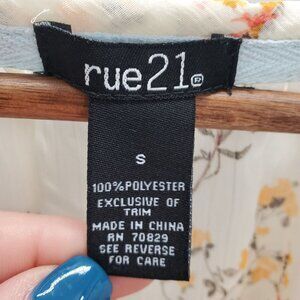 rue21®
S
100%POLYESTER
EXCLUSIVE OF
TRIM
MADE IN CHINA
RN 70829
SEE REVERSE
FOR CARE